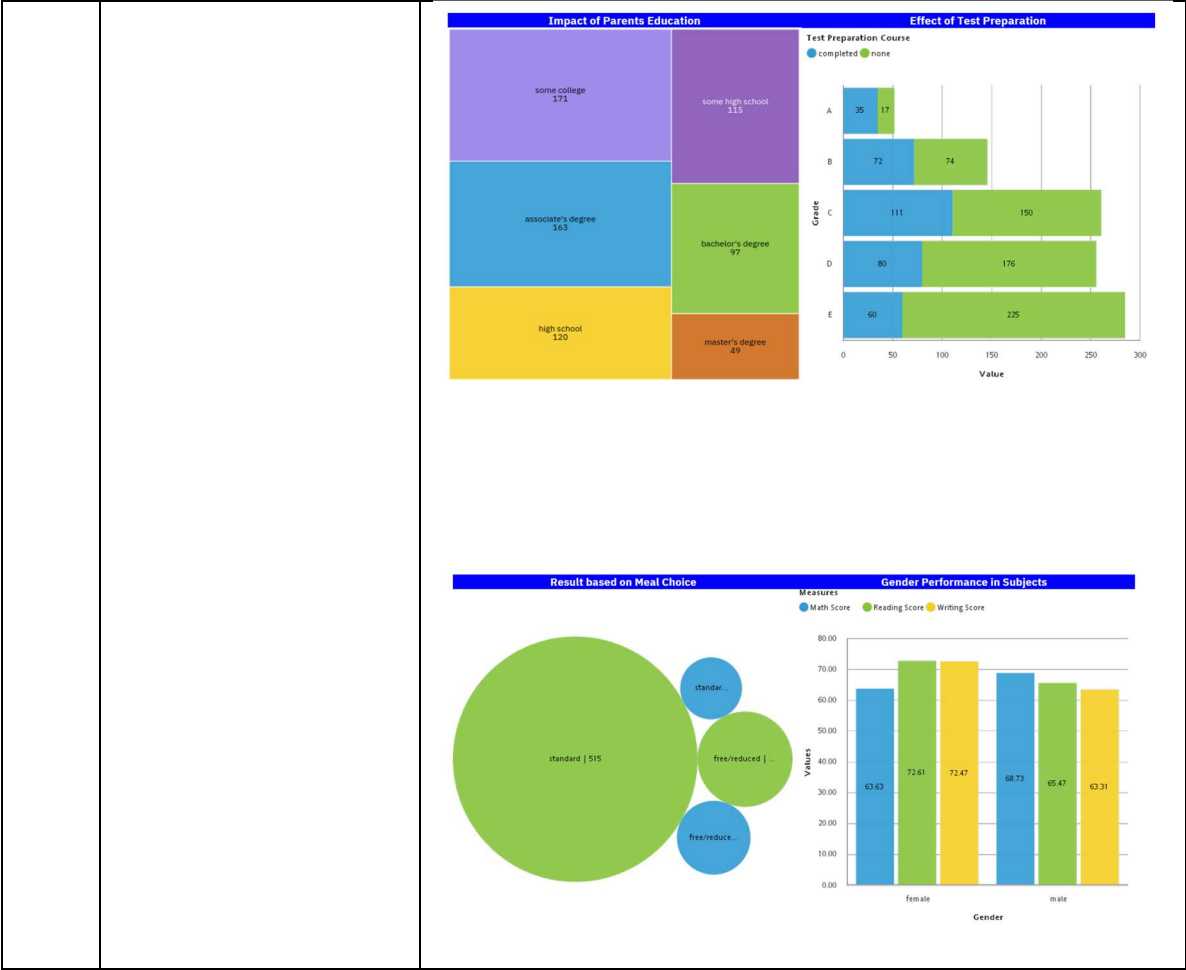 Impact of Parents Education
some college
171
some high school
115
associate's degree
163
bachelor's degree
97
high school
120
master's degree
49
Effect of Test Preparation
Test Preparation Course
completed none
Grade
A 35 17
B 72 74
C 111 150
D 80 176
E 60 225
0 50 100 150 200 250 300
Value
Result based on Meal Choice
standard | 515
standar...
free/reduced | ...
free/reduce...
Gender Performance in Subjects
Measures
Math Score Reading Score Writing Score
Values
80.00
70.00
60.00
50.00
40.00
30.00
20.00
10.00
0.00
63.63 72.61 72.47 68.73 65.47 63.31
female male
Gender